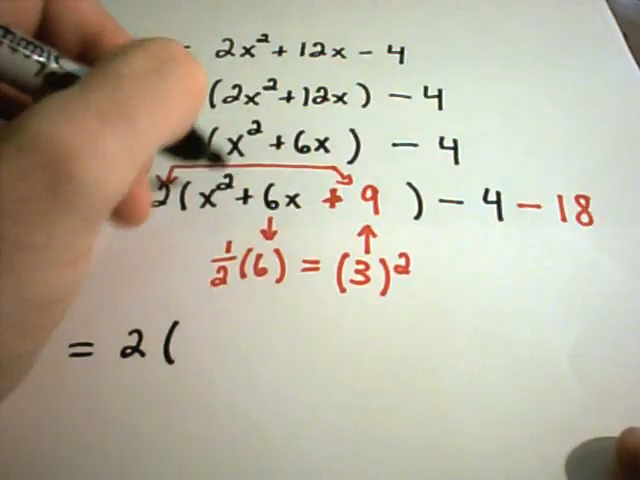 2x² + 12x - 4
(2x² + 12x) - 4
(x² + 6x) - 4
2(x² + 6x + 9) - 4 - 18
½(6) = (3)²
= 2(